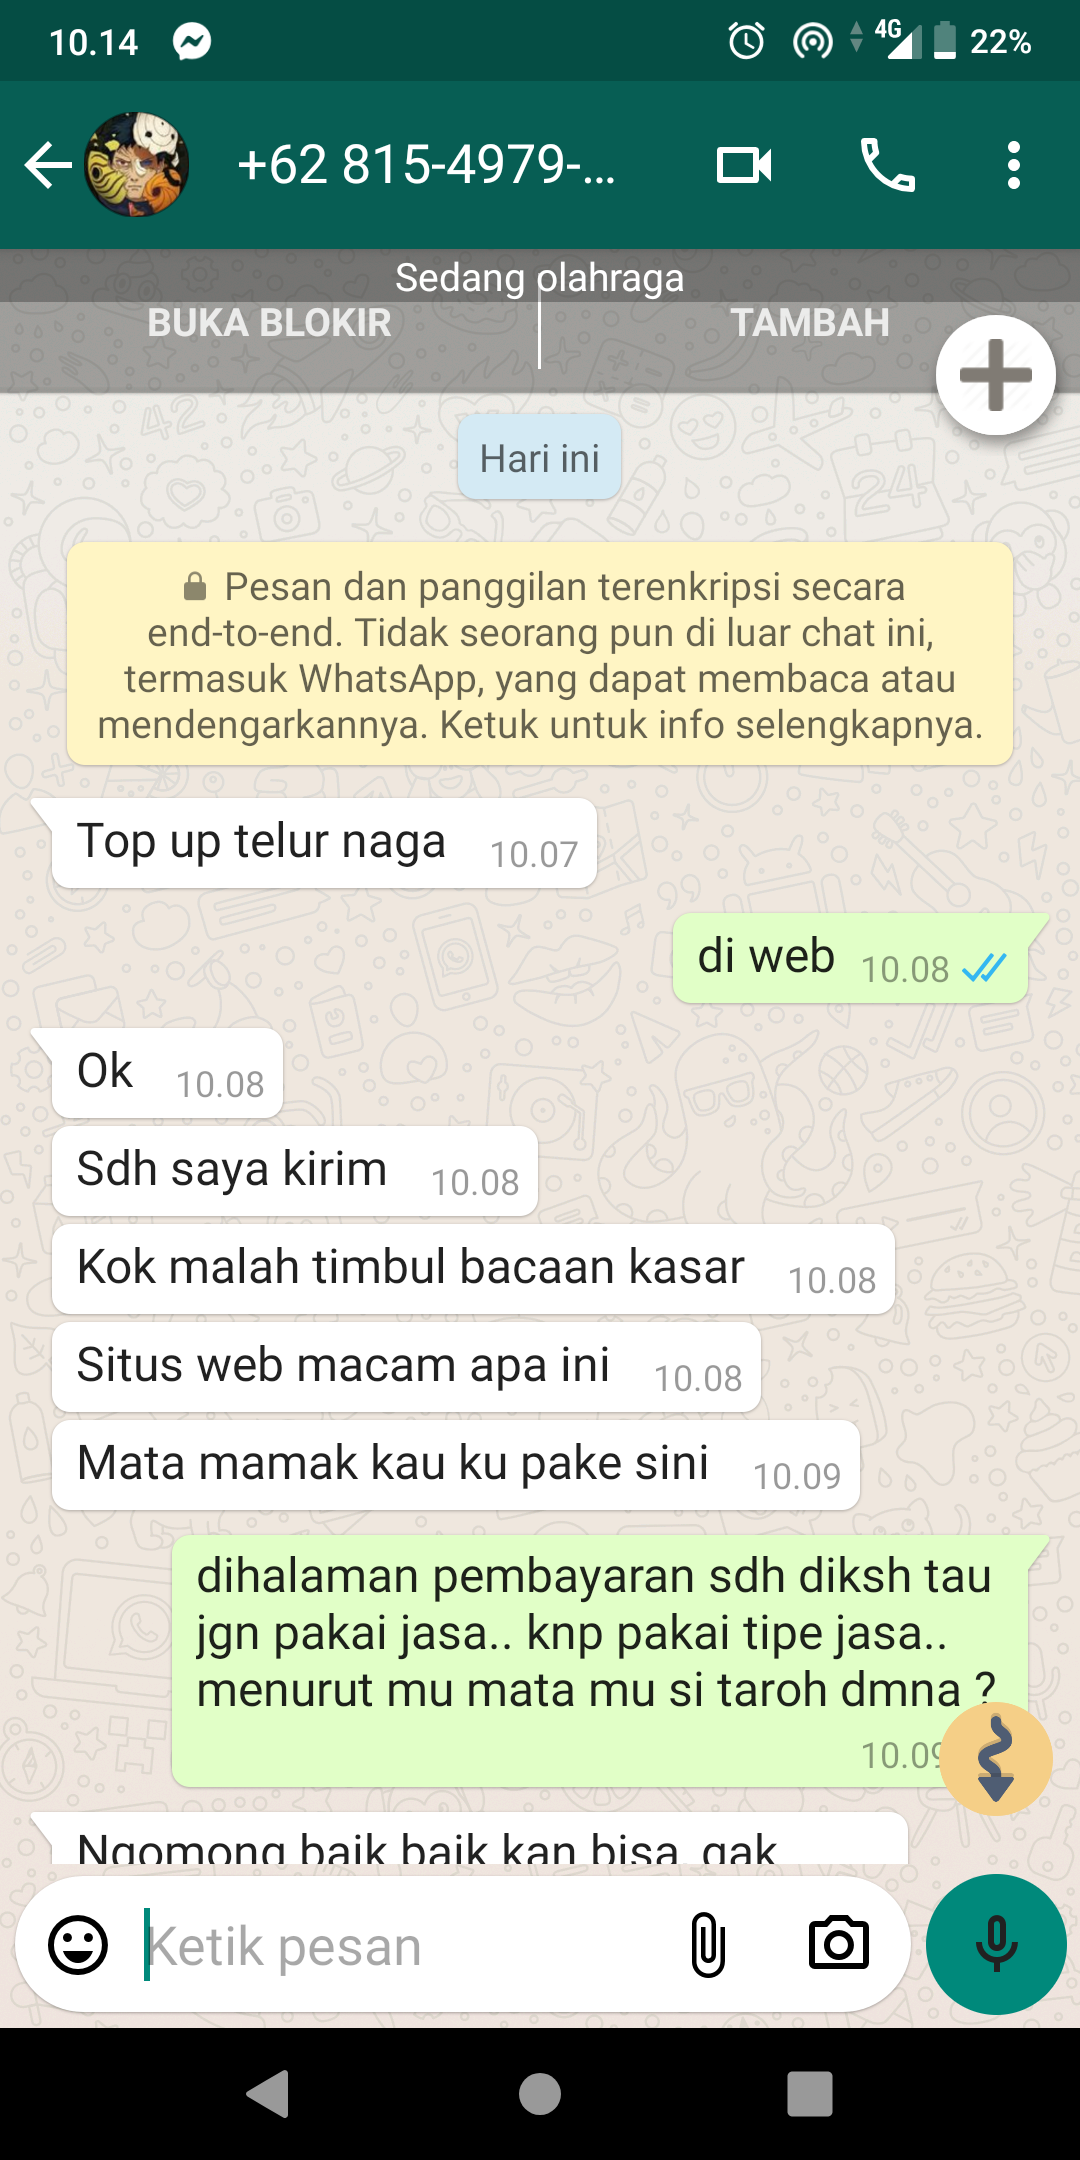 10.14
4G
22%
+62 815-4979-...
Sedang olahraga
BUKA BLOKIR
TAMBAH
Hari ini
Pesan dan panggilan terenkripsi secara
end-to-end. Tidak seorang pun di luar chat ini,
termasuk WhatsApp, yang dapat membaca atau
mendengarkannya. Ketuk untuk info selengkapnya.
Top up telur naga 10.07
di web 10.08
Ok 10.08
Sdh saya kirim 10.08
Kok malah timbul bacaan kasar 10.08
Situs web macam apa ini 10.08
Mata mamak kau ku pake sini 10.09
dihalaman pembayaran sdh diksh tau
jgn pakai jasa.. knp pakai tipe jasa..
menurut mu mata mu si taroh dmna ?
10.09
Ngomong baik baik kan bisa gak
Ketik pesan